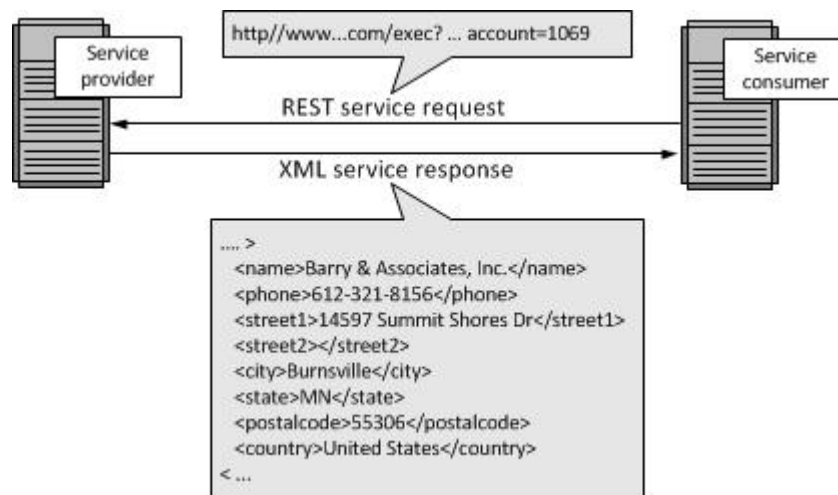 http//www...com/exec? ... account=1069
Service
provider
Service
consumer
REST service request
XML service response
.... >
<name>Barry & Associates, Inc.</name>
<phone>612-321-8156</phone>
<street1>14597 Summit Shores Dr</street1>
<street2></street2>
<city>Burnsville</city>
<state>MN</state>
<postalcode>55306</postalcode>
<country>United States</country>
< ...